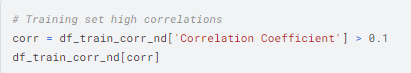 # Training set high correlations
corr = df_train_corr_nd['Correlation Coefficient'] > 0.1
df_train_corr_nd[corr]